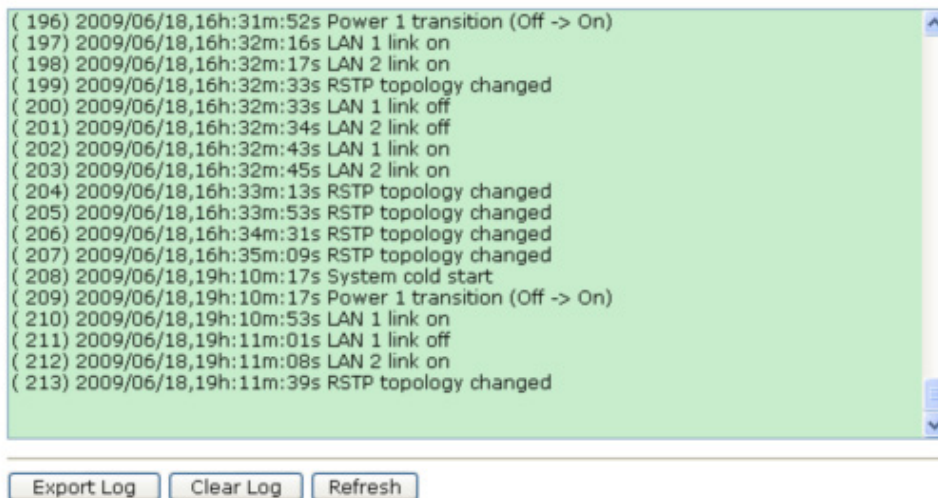 ( 196) 2009/06/18,16h:31m:52s Power 1 transition (Off -> On)
( 197) 2009/06/18,16h:32m:16s LAN 1 link on
( 198) 2009/06/18,16h:32m:17s LAN 2 link on
( 199) 2009/06/18,16h:32m:33s RSTP topology changed
( 200) 2009/06/18,16h:32m:33s LAN 1 link off
( 201) 2009/06/18,16h:32m:34s LAN 2 link off
( 202) 2009/06/18,16h:32m:43s LAN 1 link on
( 203) 2009/06/18,16h:32m:45s LAN 2 link on
( 204) 2009/06/18,16h:33m:13s RSTP topology changed
( 205) 2009/06/18,16h:33m:53s RSTP topology changed
( 206) 2009/06/18,16h:34m:31s RSTP topology changed
( 207) 2009/06/18,16h:35m:09s RSTP topology changed
( 208) 2009/06/18,19h:10m:17s System cold start
( 209) 2009/06/18,19h:10m:17s Power 1 transition (Off -> On)
( 210) 2009/06/18,19h:10m:53s LAN 1 link on
( 211) 2009/06/18,19h:11m:01s LAN 1 link off
( 212) 2009/06/18,19h:11m:08s LAN 2 link on
( 213) 2009/06/18,19h:11m:39s RSTP topology changed
Export Log Clear Log Refresh